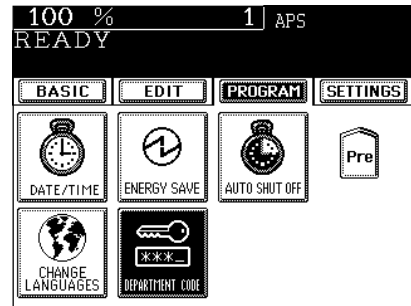 100 % 1 APS
READY
BASIC EDIT PROGRAM SETTINGS
DATE/TIME ENERGY SAVE AUTO SHUT OFF Pre
CHANGE
LANGUAGES
***_
DEPARTMENT CODE